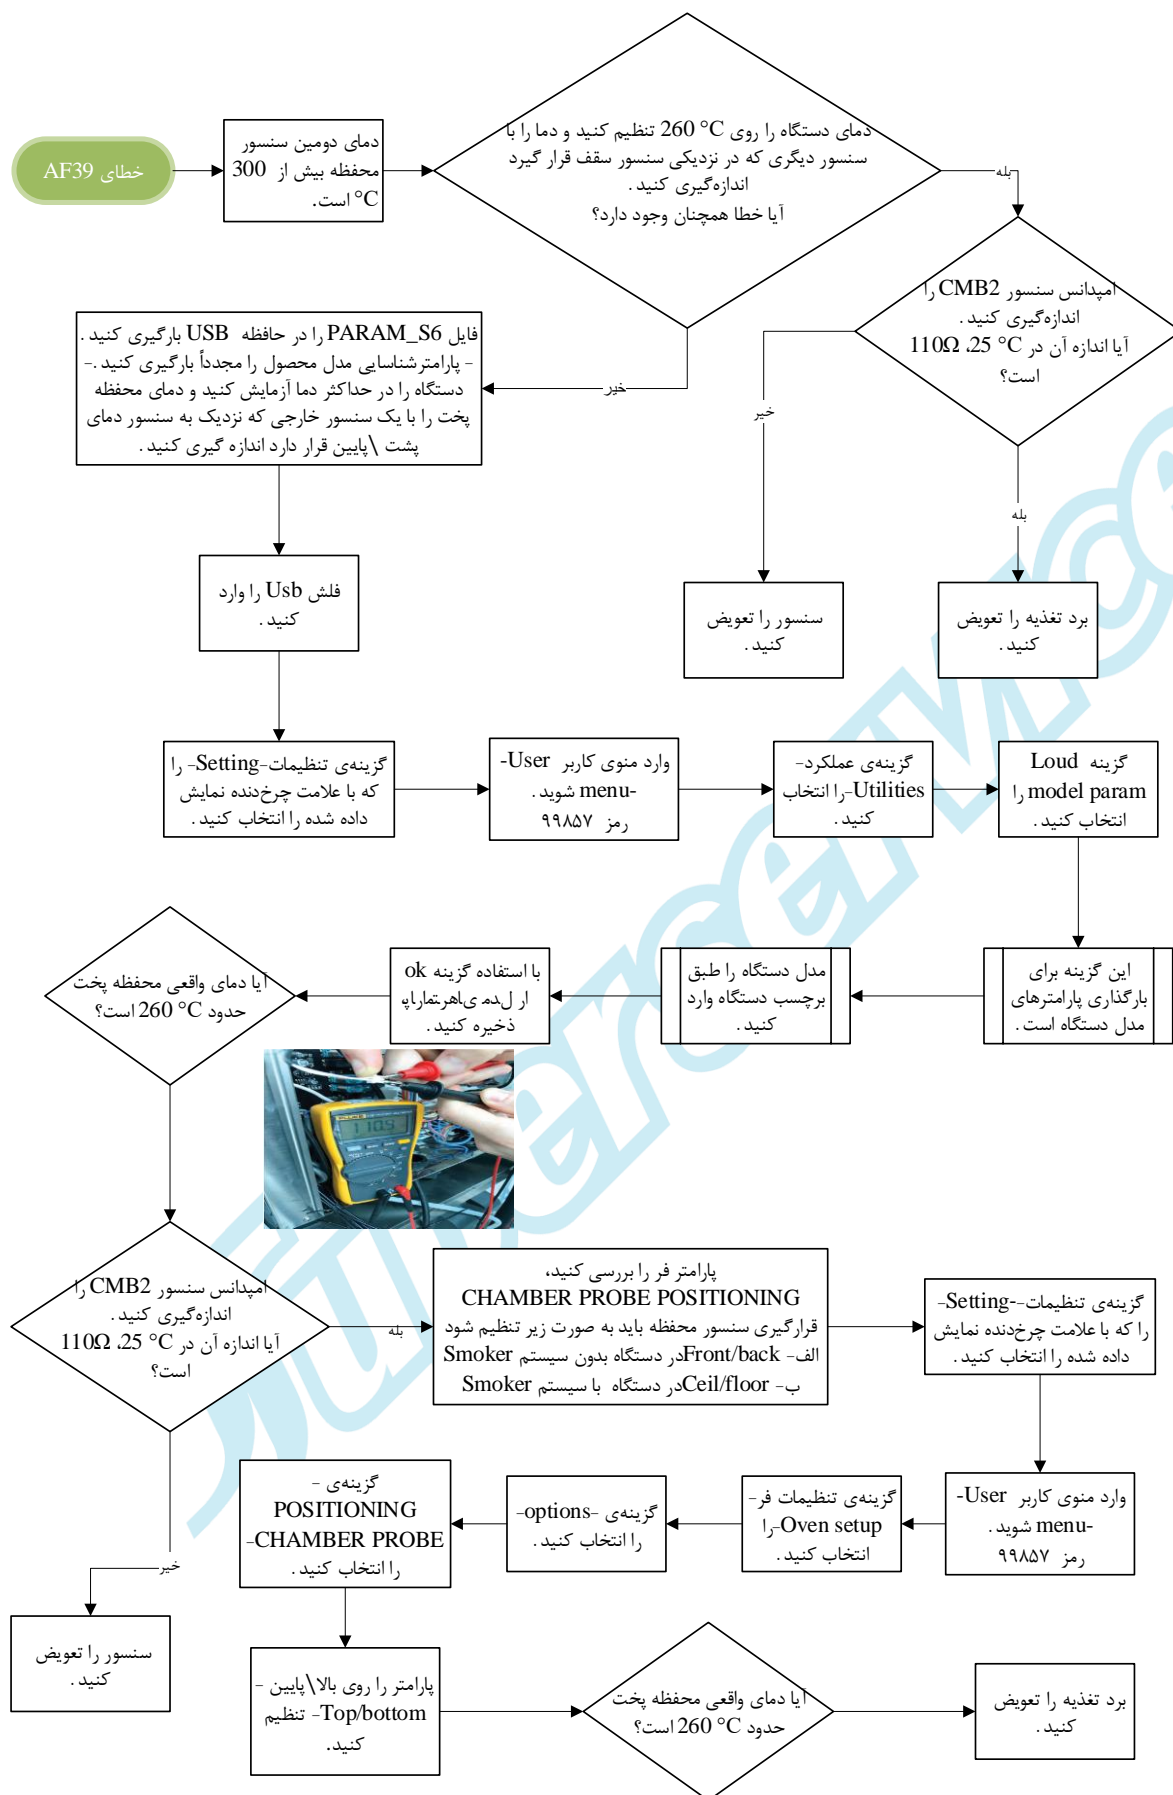 خطای AF39
دمای دومین سنسور
محفظه بیش از 300
°C است.
دمای دستگاه را روی 260 °C تنظیم کنید و دما را با
سنسور دیگری که در نزدیکی سنسور سقف قرار گیرد
اندازه‌گیری کنید.
آیا خطا همچنان وجود دارد؟
بله
امپدانس سنسور CMB2 را
اندازه‌گیری کنید.
آیا اندازه آن در 25 °C، 110Ω
است؟
خیر
بله
سنسور را تعویض
کنید.
برد تغذیه را تعویض
کنید.
خیر
فایل PARAM_S6 را در حافظه USB بارگیری کنید.
- پارامترشناسایی مدل محصول را مجدداً بارگیری کنید.-
دستگاه را در حداکثر دما آزمایش کنید و دمای محفظه
پخت را با یک سنسور خارجی که نزدیک به سنسور دمای
پشت \پایین قرار دارد اندازه گیری کنید.
فلش Usb را وارد
کنید.
گزینه‌ی تنظیمات-Setting- را
که با علامت چرخ‌دنده نمایش
داده شده را انتخاب کنید.
وارد منوی کاربر User-
menu- شوید.
رمز ۹۹۸۵۷
گزینه‌ی عملکرد-
Utilities-را انتخاب
کنید.
گزینه Loud
model param را
انتخاب کنید.
این گزینه برای
بارگذاری پارامترهای
مدل دستگاه است.
مدل دستگاه را طبق
برچسب دستگاه وارد
کنید.
با استفاده گزینه ok
ذخیره کنید.
آیا دمای واقعی محفظه پخت
حدود 260 °C است؟
FLUKE
110.9
امپدانس سنسور CMB2 را
اندازه‌گیری کنید.
آیا اندازه آن در 25 °C، 110Ω
است؟
بله
خیر
سنسور را تعویض
کنید.
پارامتر فر را بررسی کنید،
CHAMBER PROBE POSITIONING
قرارگیری سنسور محفظه باید به صورت زیر تنظیم شود
الف- Front/backدر دستگاه بدون سیستم Smoker
ب- Ceil/floorدر دستگاه با سیستم Smoker
گزینه‌ی تنظیمات--Setting-
را که با علامت چرخ‌دنده نمایش
داده شده را انتخاب کنید.
وارد منوی کاربر User-
menu- شوید.
رمز ۹۹۸۵۷
گزینه‌ی تنظیمات فر-
Oven setup-را
انتخاب کنید.
گزینه‌ی -options-
را انتخاب کنید.
گزینه‌ی -
POSITIONING
CHAMBER PROBE-
را انتخاب کنید.
پارامتر را روی بالا\پایین -
Top/bottom- تنظیم
کنید.
آیا دمای واقعی محفظه پخت
حدود 260 °C است؟
برد تغذیه را تعویض
کنید.